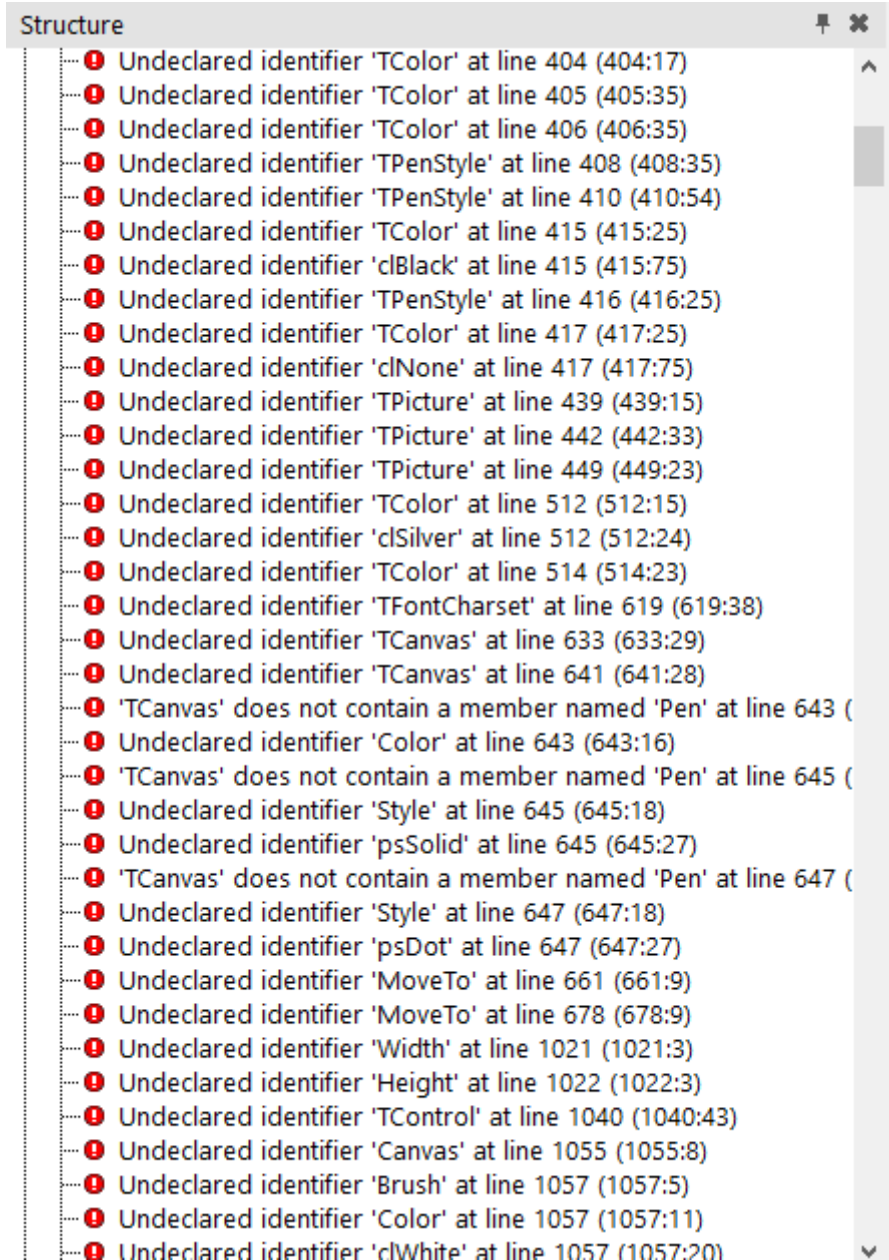 Structure
Undeclared identifier 'TColor' at line 404 (404:17)
Undeclared identifier 'TColor' at line 405 (405:35)
Undeclared identifier 'TColor' at line 406 (406:35)
Undeclared identifier 'TPenStyle' at line 408 (408:35)
Undeclared identifier 'TPenStyle' at line 410 (410:54)
Undeclared identifier 'TColor' at line 415 (415:25)
Undeclared identifier 'clBlack' at line 415 (415:75)
Undeclared identifier 'TPenStyle' at line 416 (416:25)
Undeclared identifier 'TColor' at line 417 (417:25)
Undeclared identifier 'clNone' at line 417 (417:75)
Undeclared identifier 'TPicture' at line 439 (439:15)
Undeclared identifier 'TPicture' at line 442 (442:33)
Undeclared identifier 'TPicture' at line 449 (449:23)
Undeclared identifier 'TColor' at line 512 (512:15)
Undeclared identifier 'clSilver' at line 512 (512:24)
Undeclared identifier 'TColor' at line 514 (514:23)
Undeclared identifier 'TFontCharset' at line 619 (619:38)
Undeclared identifier 'TCanvas' at line 633 (633:29)
Undeclared identifier 'TCanvas' at line 641 (641:28)
'TCanvas' does not contain a member named 'Pen' at line 643 (
Undeclared identifier 'Color' at line 643 (643:16)
'TCanvas' does not contain a member named 'Pen' at line 645 (
Undeclared identifier 'Style' at line 645 (645:18)
Undeclared identifier 'psSolid' at line 645 (645:27)
'TCanvas' does not contain a member named 'Pen' at line 647 (
Undeclared identifier 'Style' at line 647 (647:18)
Undeclared identifier 'psDot' at line 647 (647:27)
Undeclared identifier 'MoveTo' at line 661 (661:9)
Undeclared identifier 'MoveTo' at line 678 (678:9)
Undeclared identifier 'Width' at line 1021 (1021:3)
Undeclared identifier 'Height' at line 1022 (1022:3)
Undeclared identifier 'TControl' at line 1040 (1040:43)
Undeclared identifier 'Canvas' at line 1055 (1055:8)
Undeclared identifier 'Brush' at line 1057 (1057:5)
Undeclared identifier 'Color' at line 1057 (1057:11)
Undeclared identifier 'clWhite' at line 1057 (1057:20)